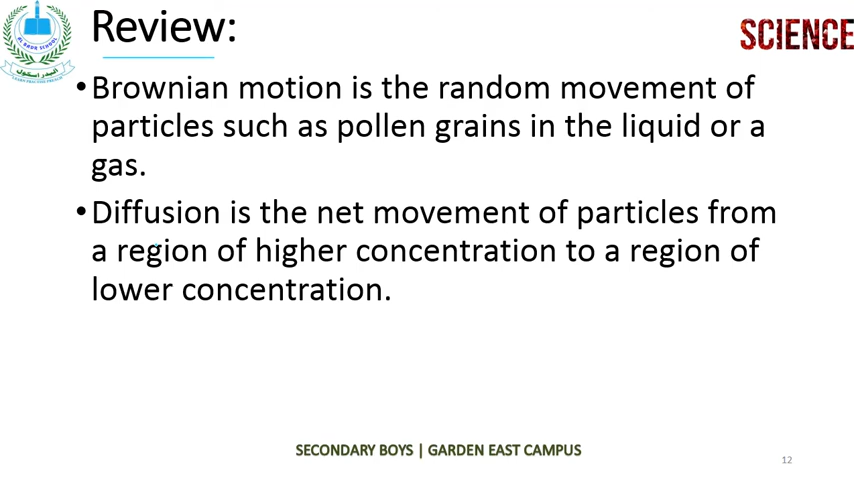 Review:
SCIENCE
•Brownian motion is the random movement of
particles such as pollen grains in the liquid or a
gas.
•Diffusion is the net movement of particles from
a region of higher concentration to a region of
lower concentration.
SECONDARY BOYS | GARDEN EAST CAMPUS
12